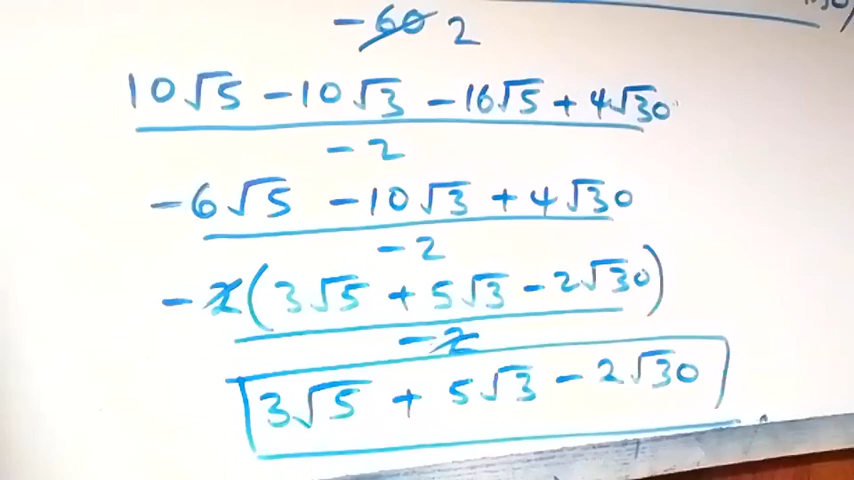 -60 2
10√5 - 10√3 - 16√5 + 4√30
-2
-6√5 - 10√3 + 4√30
-2
-2(3√5 + 5√3 - 2√30)
-2
3√5 + 5√3 - 2√30